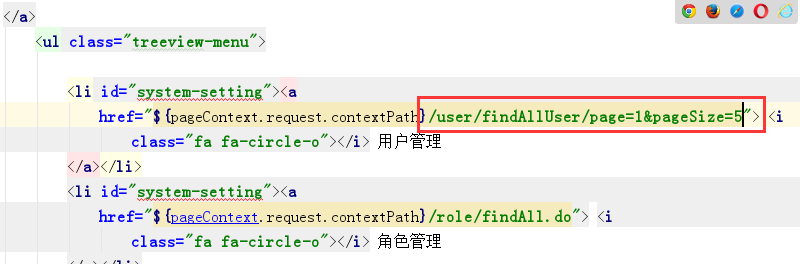 </a>
<ul class="treeview-menu">
<li id="system-setting"><a
href="${pageContext.request.contextPath}/user/findAllUser/page=1&pageSize=5"> <i
class="fa fa-circle-o"></i> 用户管理
</a></li>
<li id="system-setting"><a
href="${pageContext.request.contextPath}/role/findAll.do"> <i
class="fa fa-circle-o"></i> 角色管理